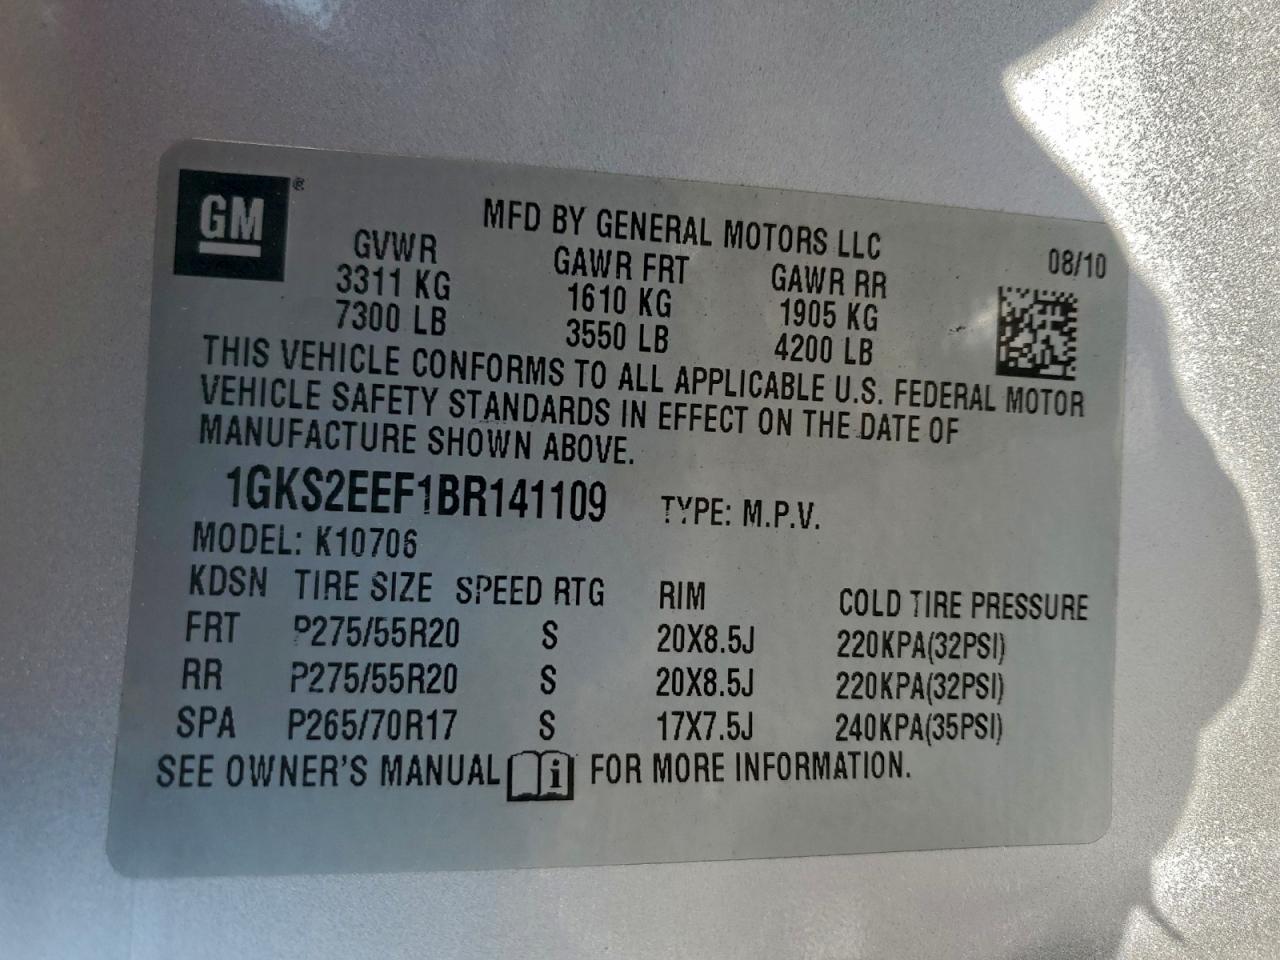 GM ®
MFD BY GENERAL MOTORS LLC 08/10
GVWR GAWR FRT GAWR RR
3311 KG 1610 KG 1905 KG
7300 LB 3550 LB 4200 LB
THIS VEHICLE CONFORMS TO ALL APPLICABLE U.S. FEDERAL MOTOR
VEHICLE SAFETY STANDARDS IN EFFECT ON THE DATE OF
MANUFACTURE SHOWN ABOVE.
1GKS2EEF1BR141109 TYPE: M.P.V.
MODEL: K10706
KDSN TIRE SIZE SPEED RTG RIM COLD TIRE PRESSURE
FRT P275/55R20 S 20X8.5J 220KPA(32PSI)
RR P275/55R20 S 20X8.5J 220KPA(32PSI)
SPA P265/70R17 S 17X7.5J 240KPA(35PSI)
SEE OWNER'S MANUAL i FOR MORE INFORMATION.